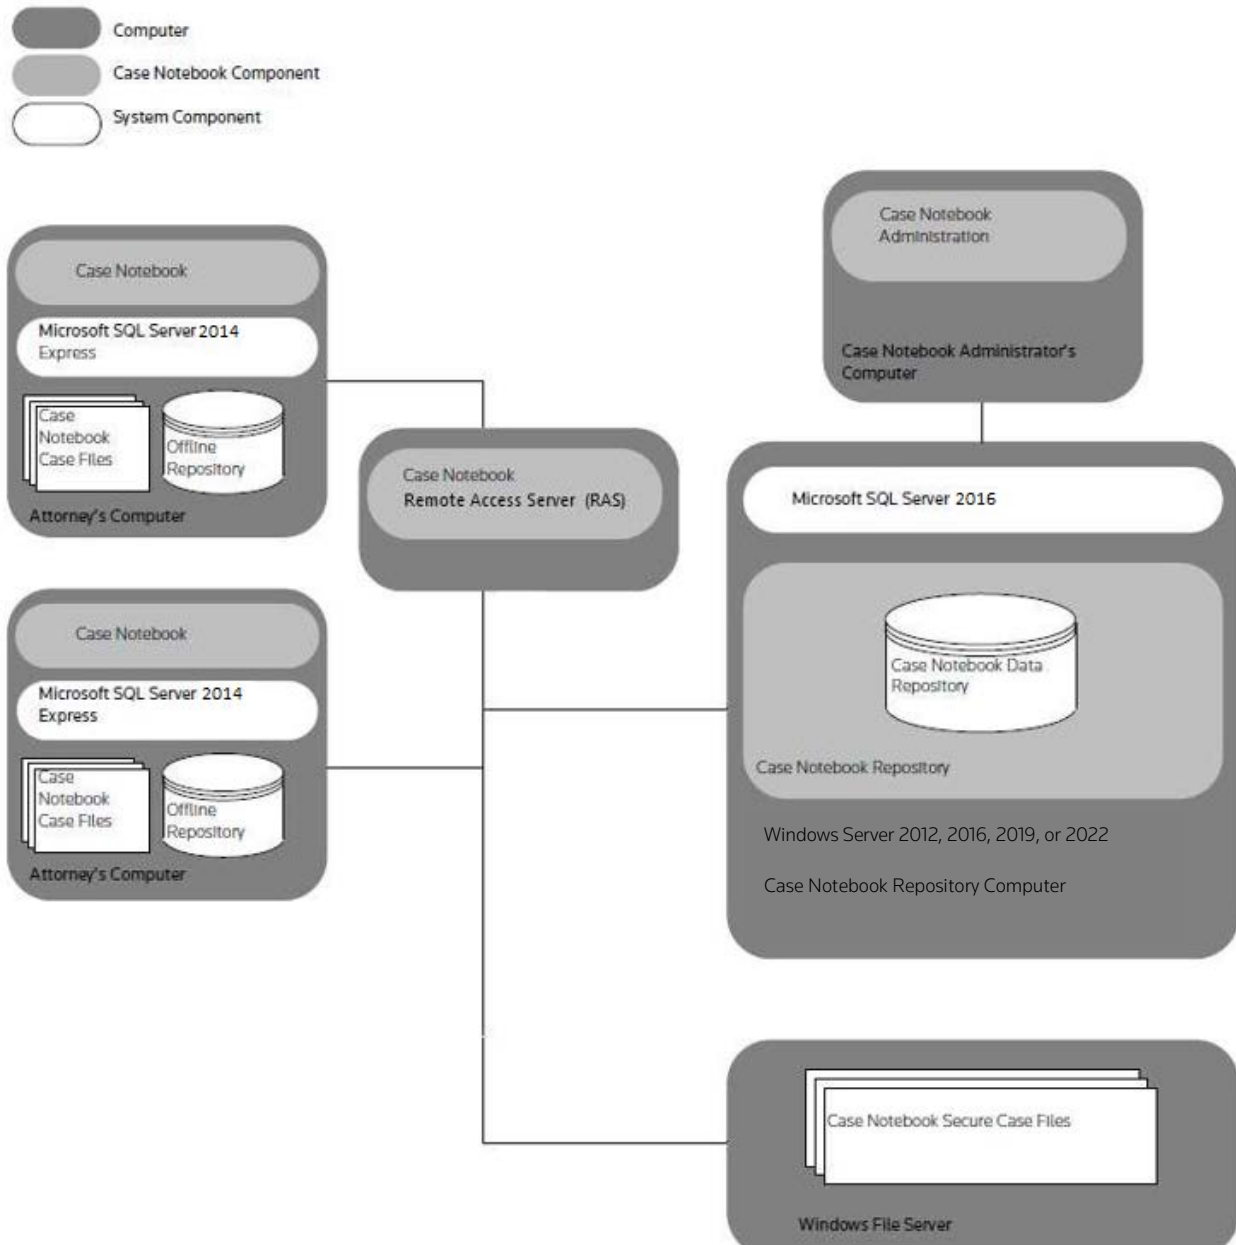 Computer
Case Notebook Component
System Component
Case Notebook
Administration
Case Notebook Administrator's
Computer
Case Notebook
Microsoft SQL Server 2014
Express
Case
Notebook
Case Files
Offline
Repository
Attorney's Computer
Case Notebook
Remote Access Server (RAS)
Microsoft SQL Server 2016
Case Notebook Data
Repository
Case Notebook Repository
Windows Server 2012, 2016, 2019, or 2022
Case Notebook Repository Computer
Case Notebook
Microsoft SQL Server 2014
Express
Case
Notebook
Case Files
Offline
Repository
Attorney's Computer
Case Notebook Secure Case Files
Windows File Server